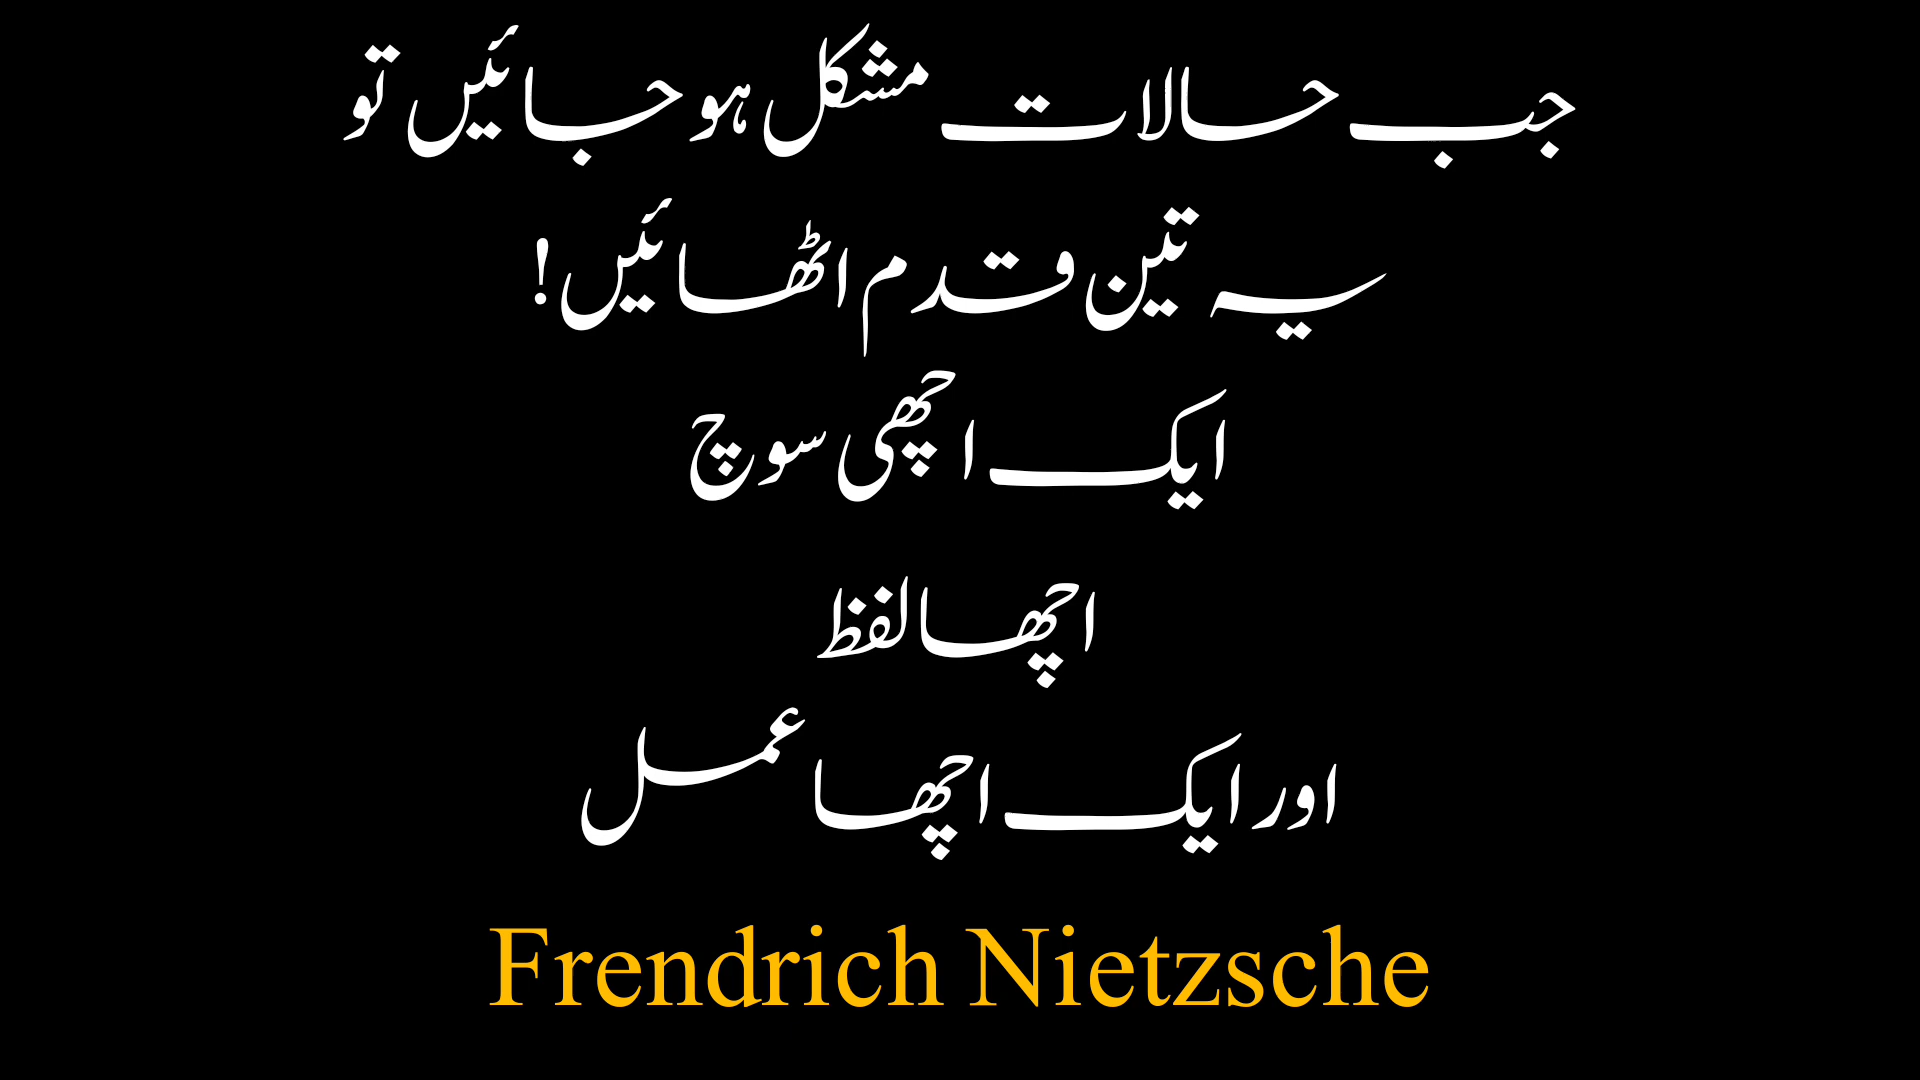 جب حالات مشکل ہو جائیں تو
یہ تین قدم اٹھائیں!
ایک اچھی سوچ
اچھا لفظ
اور ایک اچھا عمل
Frendrich Nietzsche